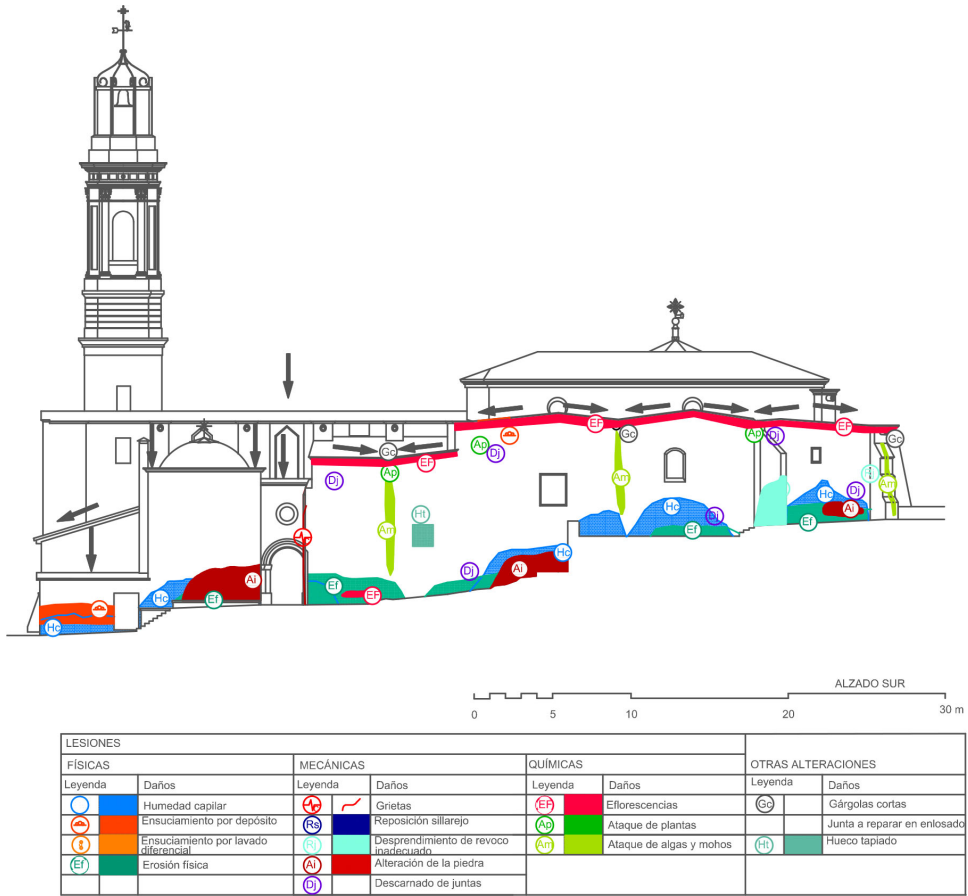 Gc
Ap
Dj
EF
Gc
Ap
Dj
EF
Gc
Dj
Gc
Ap
EF
Am
Rj
Am
Dj
Ht
Am
Hc
Dj
Hc
Dj
Ai
Ef
Ef
Hc
Ai
Dj
Ai
Ef
EF
Hc
Ef
Hc
ALZADO SUR
0 5 10 20 30 m
LESIONES
FÍSICAS MECÁNICAS QUÍMICAS OTRAS ALTERACIONES
Leyenda Daños Leyenda Daños Leyenda Daños Leyenda Daños
Humedad capilar Grietas EF Eflorescencias Gc Gárgolas cortas
Ensuciamiento por depósito Rs Reposición sillarejo Ap Ataque de plantas Junta a reparar en enlosado
Ensuciamiento por lavado diferencial Rj Desprendimiento de revoco inadecuado Am Ataque de algas y mohos Ht Hueco tapiado
Ef Erosión física Ai Alteración de la piedra
Dj Descarnado de juntas